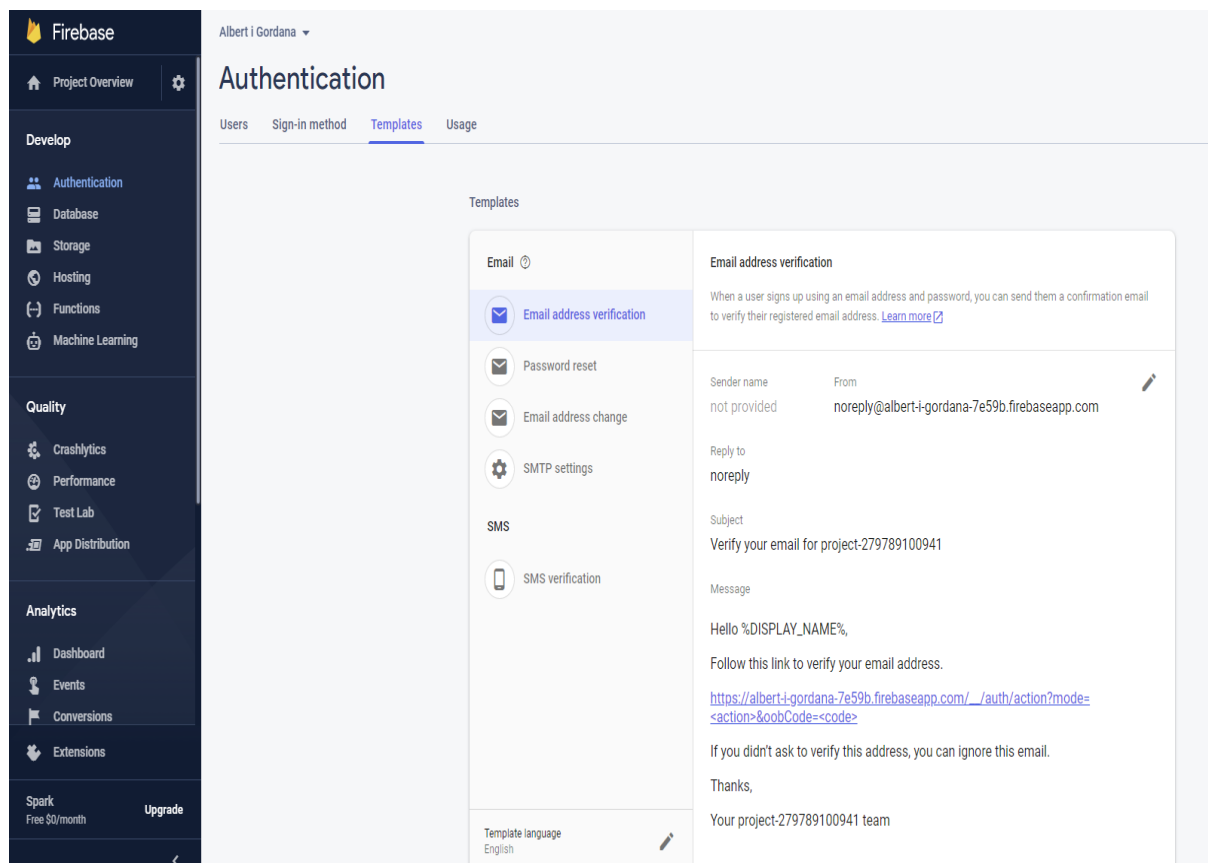 Firebase
Project Overview
Develop
Authentication
Database
Storage
Hosting
Functions
Machine Learning
Quality
Crashlytics
Performance
Test Lab
App Distribution
Analytics
Dashboard
Events
Conversions
Extensions
Spark
Free $0/month
Upgrade
Albert i Gordana
Authentication
Users Sign-in method Templates Usage
Templates
Email
Email address verification
Password reset
Email address change
SMTP settings
SMS
SMS verification
Template language
English
Email address verification
When a user signs up using an email address and password, you can send them a confirmation email
to verify their registered email address. Learn more
Sender name From
not provided noreply@albert-i-gordana-7e59b.firebaseapp.com
Reply to
noreply
Subject
Verify your email for project-279789100941
Message
Hello %DISPLAY_NAME%,
Follow this link to verify your email address.
https://albert-i-gordana-7e59b.firebaseapp.com/__/auth/action?mode=
<action>&oobCode=<code>
If you didn't ask to verify this address, you can ignore this email.
Thanks,
Your project-279789100941 team